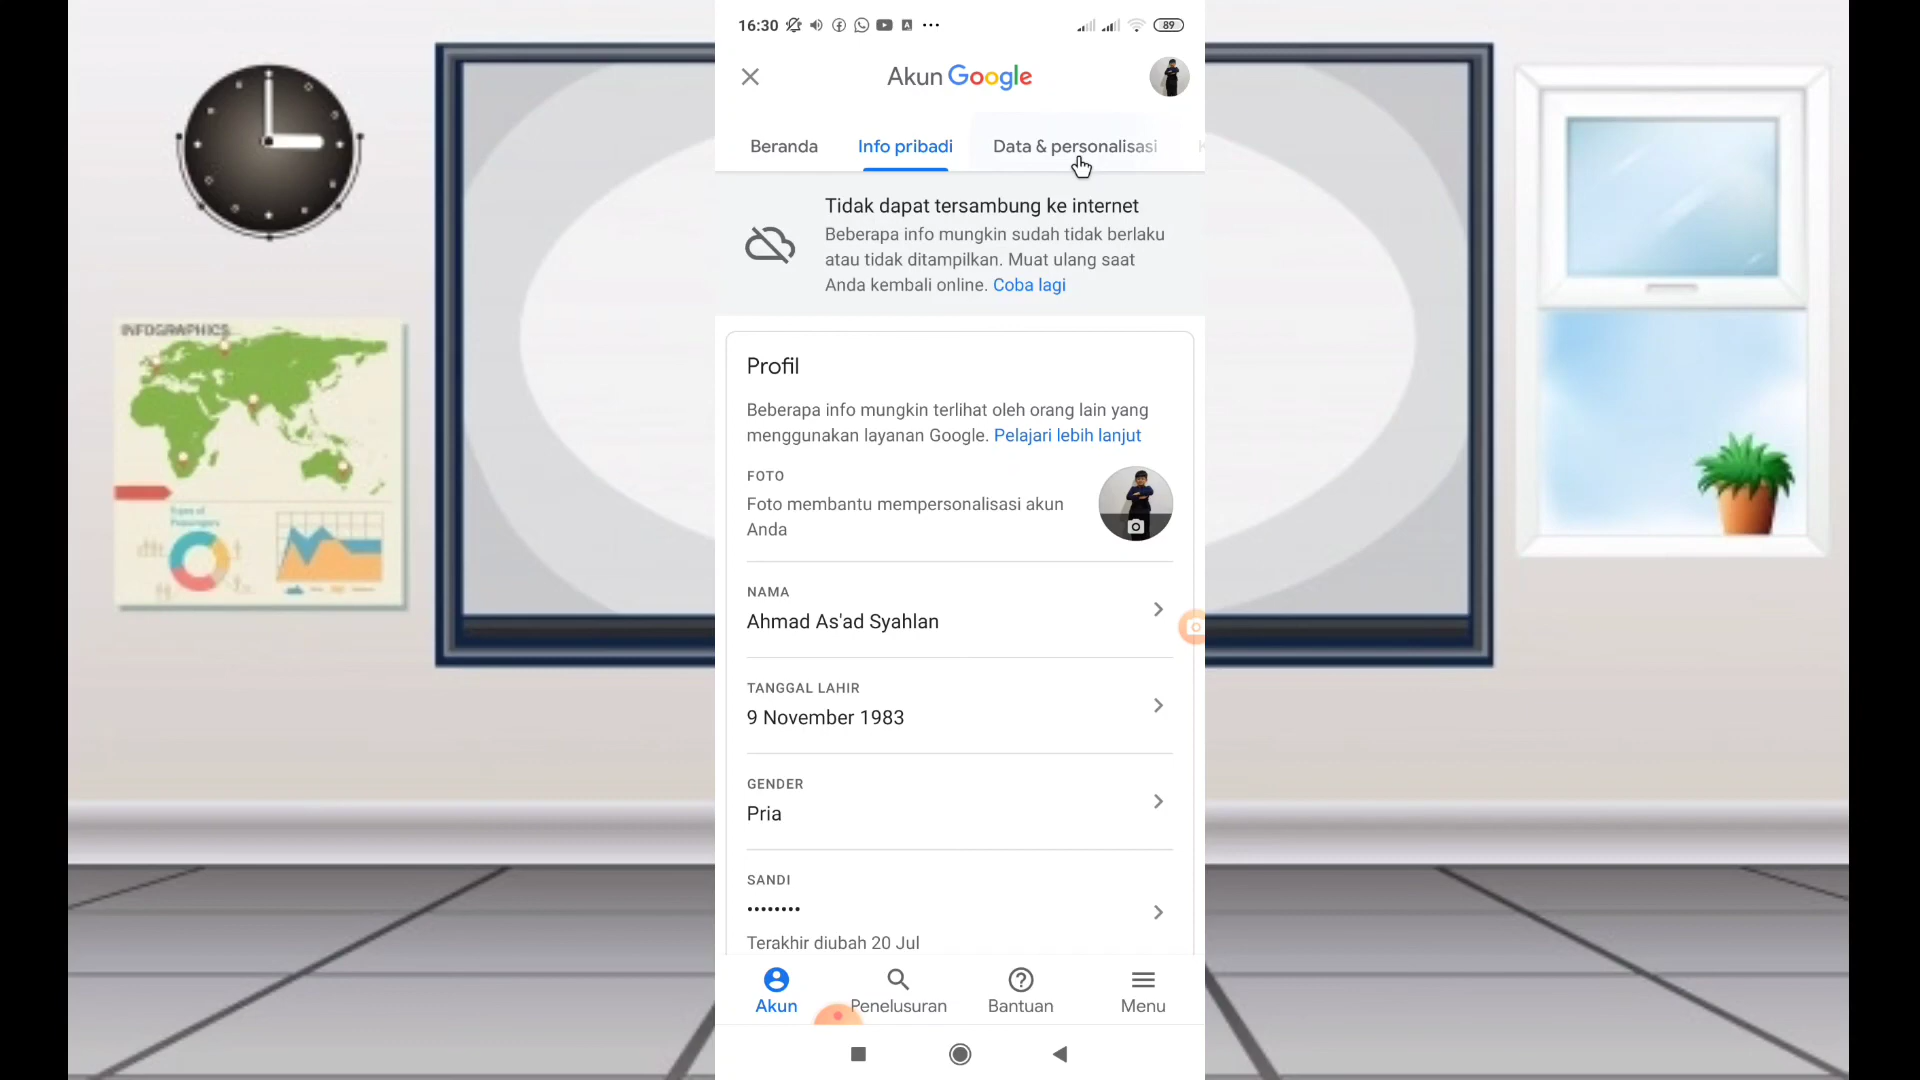 16:30
89
Akun Google
Beranda
Info pribadi
Data & personalisasi
Tidak dapat tersambung ke internet
Beberapa info mungkin sudah tidak berlaku
atau tidak ditampilkan. Muat ulang saat
Anda kembali online. Coba lagi
INFOGRAPHICS
Profil
Beberapa info mungkin terlihat oleh orang lain yang
menggunakan layanan Google. Pelajari lebih lanjut
FOTO
Foto membantu mempersonalisasi akun
Anda
NAMA
Ahmad As'ad Syahlan
TANGGAL LAHIR
9 November 1983
GENDER
Pria
SANDI
••••••••
Terakhir diubah 20 Jul
Akun
Penelusuran
Bantuan
Menu